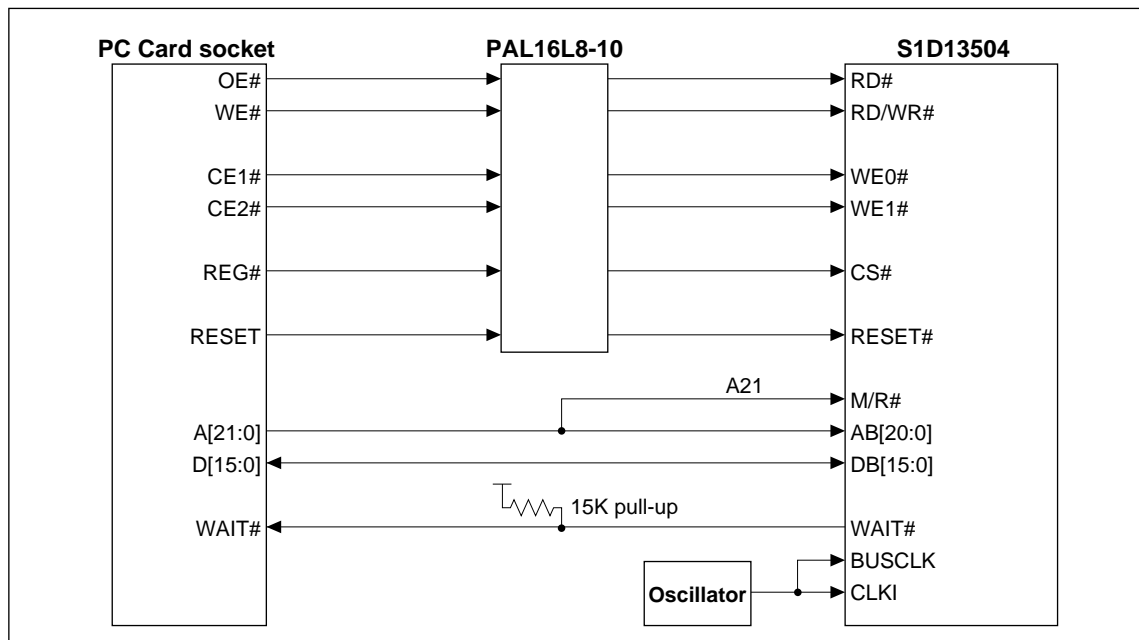 PC Card socket
PAL16L8-10
S1D13504
OE#
RD#
WE#
RD/WR#
CE1#
WE0#
CE2#
WE1#
REG#
CS#
RESET
RESET#
A21
M/R#
A[21:0]
AB[20:0]
D[15:0]
DB[15:0]
15K pull-up
WAIT#
WAIT#
BUSCLK
Oscillator
CLKI